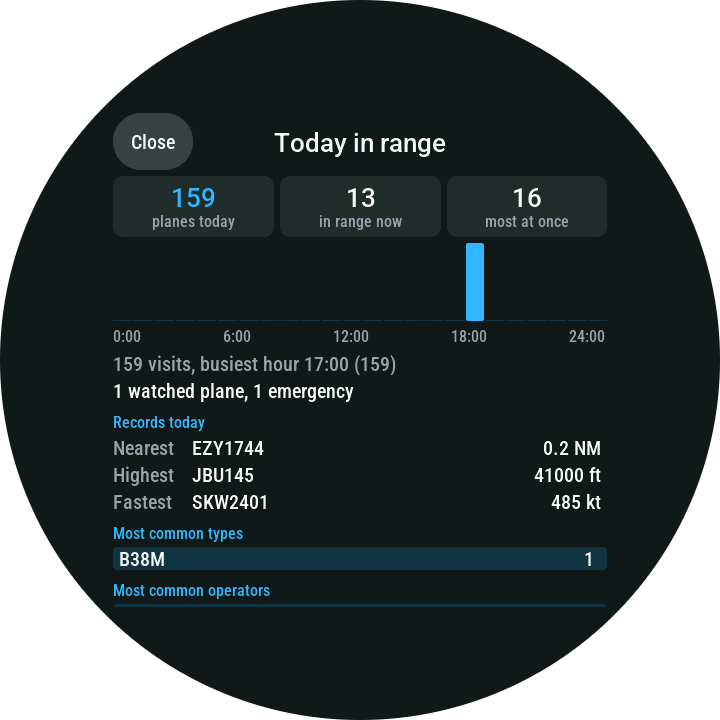 Close
Today in range
159
planes today
13
in range now
16
most at once
0:00 6:00 12:00 18:00 24:00
159 visits, busiest hour 17:00 (159)
1 watched plane, 1 emergency
Records today
Nearest EZY1744 0.2 NM
Highest JBU145 41000 ft
Fastest SKW2401 485 kt
Most common types
B38M 1
Most common operators